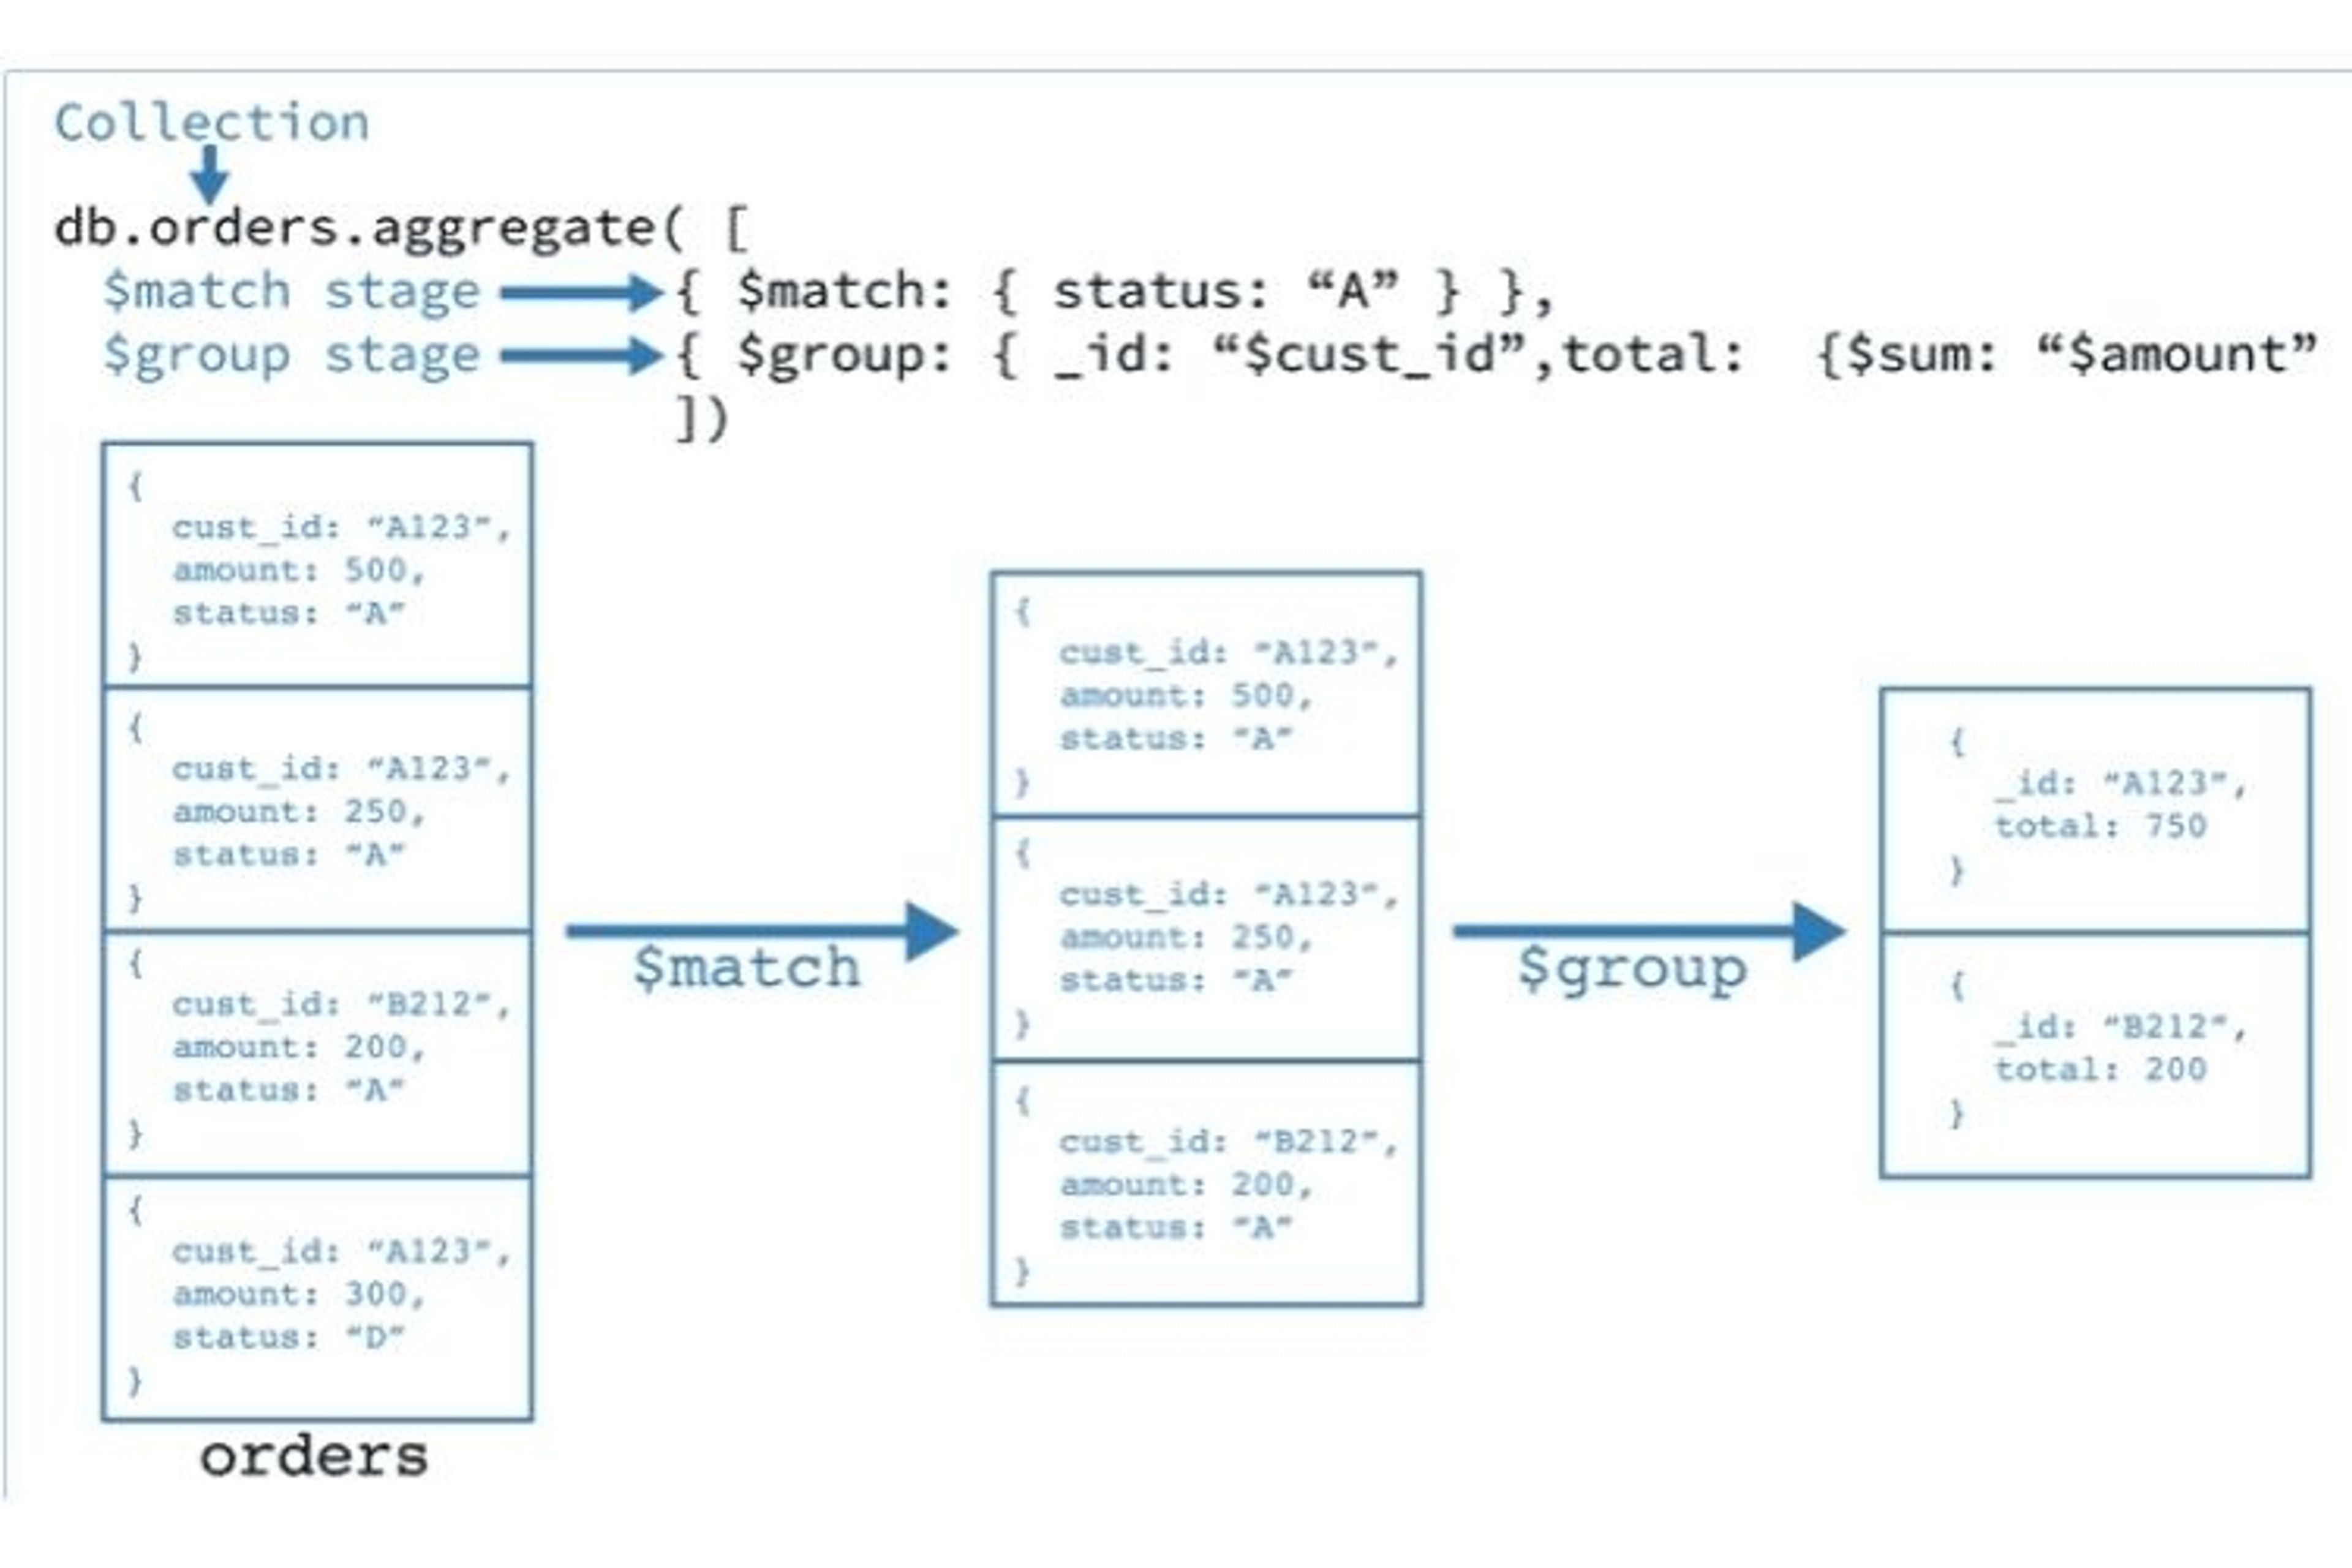 Collection
db.orders.aggregate( [
$match stage { $match: { status: “A” } },
$group stage { $group: { _id: “$cust_id”,total: {$sum: “$amount”
])
{
cust_id: “A123”,
amount: 500,
status: “A”
}
{
cust_id: “A123”,
amount: 250,
status: “A”
}
{
cust_id: “B212”,
amount: 200,
status: “A”
}
{
cust_id: “A123”,
amount: 300,
status: “D”
}
orders
$match
{
cust_id: “A123”,
amount: 500,
status: “A”
}
{
cust_id: “A123”,
amount: 250,
status: “A”
}
{
cust_id: “B212”,
amount: 200,
status: “A”
}
$group
{
_id: “A123”,
total: 750
}
{
_id: “B212”,
total: 200
}